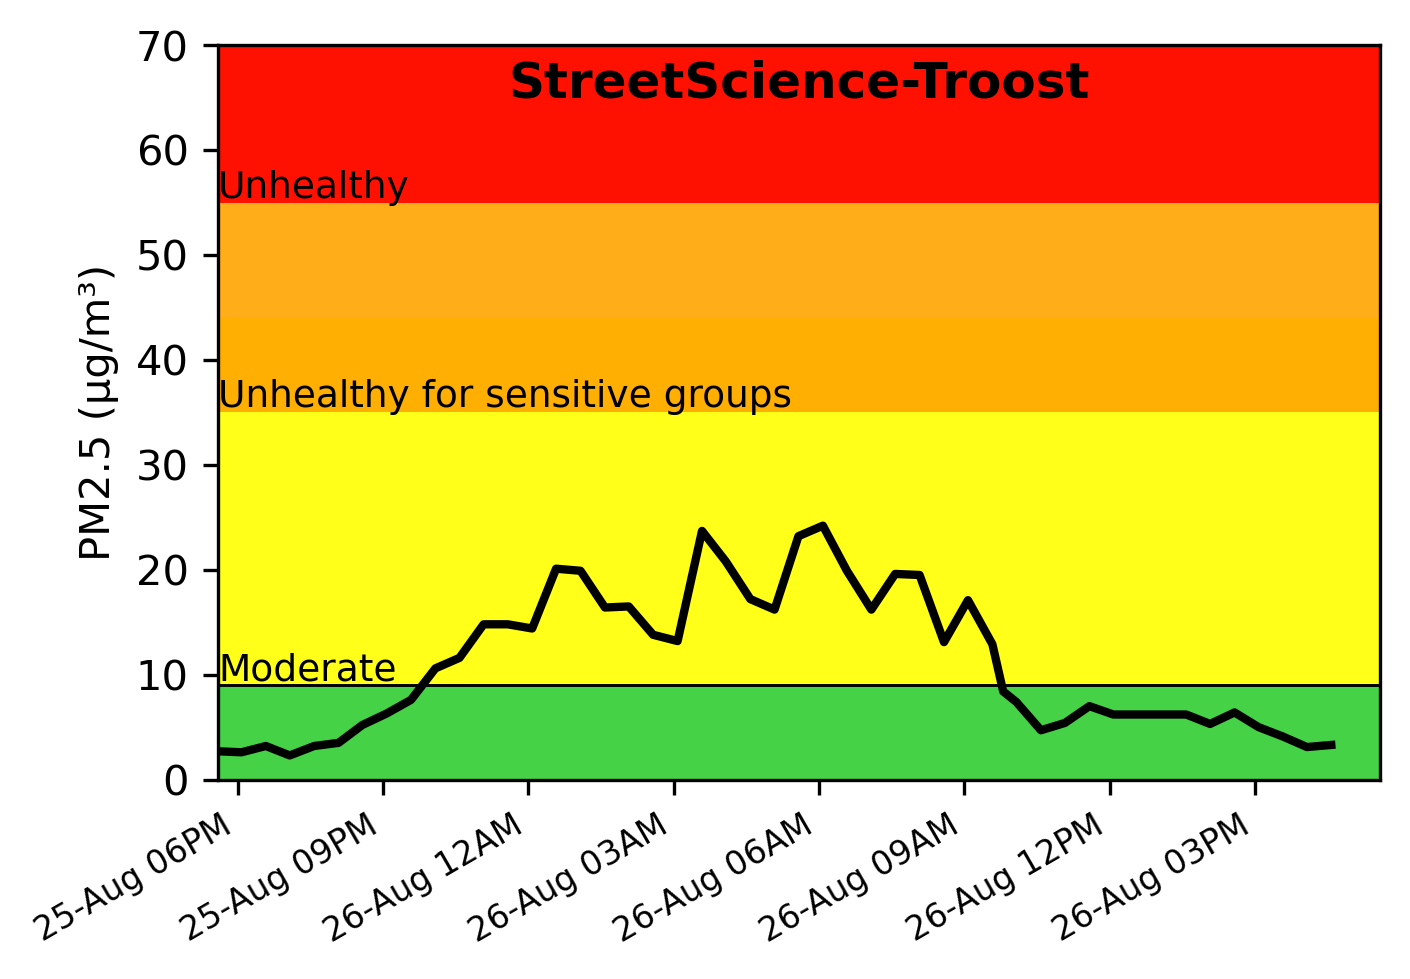 StreetScience-Troost
PM2.5 (µg/m³)
70
60
50
40
30
20
10
0
Unhealthy
Unhealthy for sensitive groups
Moderate
25-Aug 06PM
25-Aug 09PM
26-Aug 12AM
26-Aug 03AM
26-Aug 06AM
26-Aug 09AM
26-Aug 12PM
26-Aug 03PM